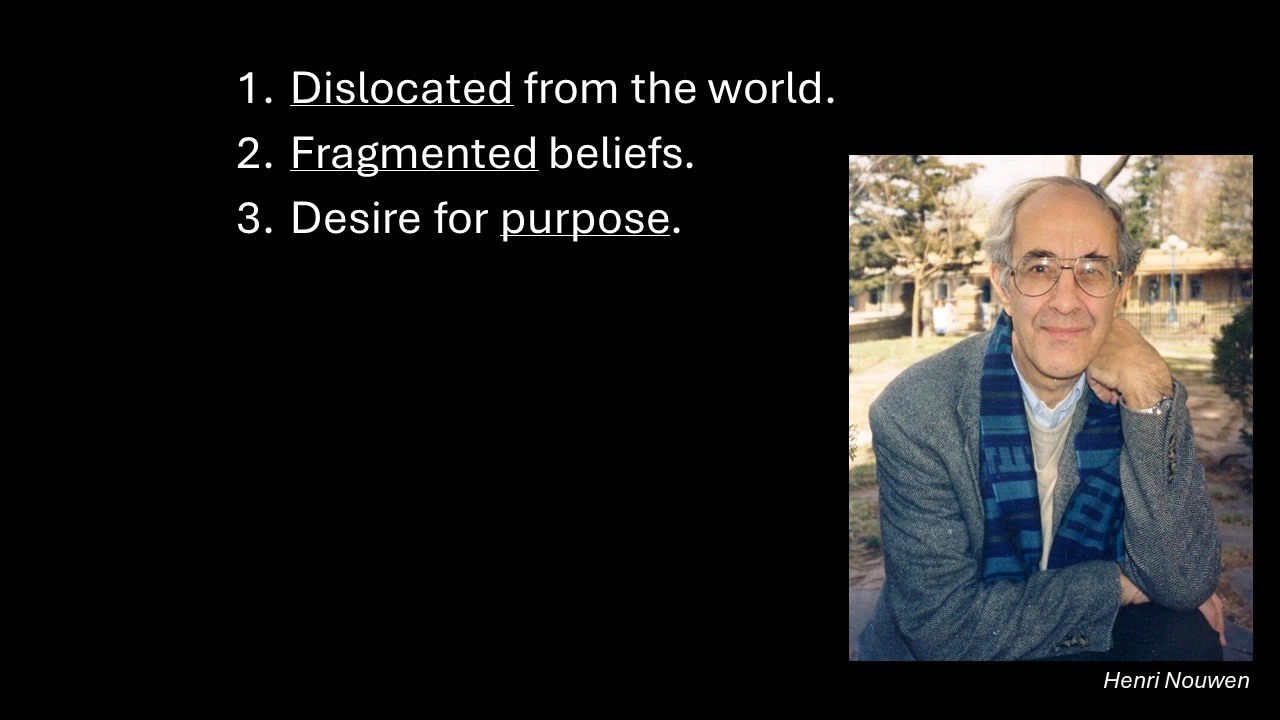 1. Dislocated from the world.
2. Fragmented beliefs.
3. Desire for purpose.
Henri Nouwen